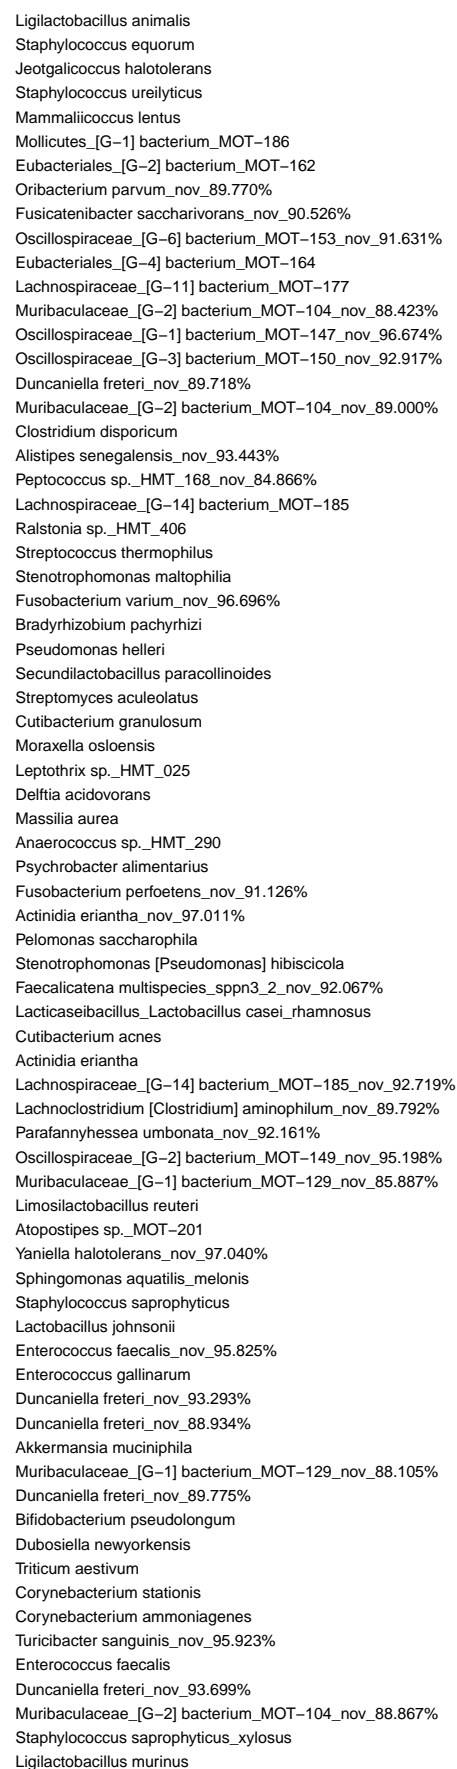 Ligilactobacillus animalis
Staphylococcus equorum
Jeotgalicoccus halotolerans
Staphylococcus ureilyticus
Mammaliicoccus lentus
Mollicutes_[G−1] bacterium_MOT−186
Eubacteriales_[G−2] bacterium_MOT−162
Oribacterium parvum_nov_89.770%
Fusicatenibacter saccharivorans_nov_90.526%
Oscillospiraceae_[G−6] bacterium_MOT−153_nov_91.631%
Eubacteriales_[G−4] bacterium_MOT−164
Lachnospiraceae_[G−11] bacterium_MOT−177
Muribaculaceae_[G−2] bacterium_MOT−104_nov_88.423%
Oscillospiraceae_[G−1] bacterium_MOT−147_nov_96.674%
Oscillospiraceae_[G−3] bacterium_MOT−150_nov_92.917%
Duncaniella freteri_nov_89.718%
Muribaculaceae_[G−2] bacterium_MOT−104_nov_89.000%
Clostridium disporicum
Alistipes senegalensis_nov_93.443%
Peptococcus sp._HMT_168_nov_84.866%
Lachnospiraceae_[G−14] bacterium_MOT−185
Ralstonia sp._HMT_406
Streptococcus thermophilus
Stenotrophomonas maltophilia
Fusobacterium varium_nov_96.696%
Bradyrhizobium pachyrhizi
Pseudomonas helleri
Secundilactobacillus paracollinoides
Streptomyces aculeolatus
Cutibacterium granulosum
Moraxella osloensis
Leptothrix sp._HMT_025
Delftia acidovorans
Massilia aurea
Anaerococcus sp._HMT_290
Psychrobacter alimentarius
Fusobacterium perfoetens_nov_91.126%
Actinidia eriantha_nov_97.011%
Pelomonas saccharophila
Stenotrophomonas [Pseudomonas] hibiscicola
Faecalicatena multispecies_sppn3_2_nov_92.067%
Lacticaseibacillus_Lactobacillus casei_rhamnosus
Cutibacterium acnes
Actinidia eriantha
Lachnospiraceae_[G−14] bacterium_MOT−185_nov_92.719%
Lachnoclostridium [Clostridium] aminophilum_nov_89.792%
Parafannyhessea umbonata_nov_92.161%
Oscillospiraceae_[G−2] bacterium_MOT−149_nov_95.198%
Muribaculaceae_[G−1] bacterium_MOT−129_nov_85.887%
Limosilactobacillus reuteri
Atopostipes sp._MOT−201
Yaniella halotolerans_nov_97.040%
Sphingomonas aquatilis_melonis
Staphylococcus saprophyticus
Lactobacillus johnsonii
Enterococcus faecalis_nov_95.825%
Enterococcus gallinarum
Duncaniella freteri_nov_93.293%
Duncaniella freteri_nov_88.934%
Akkermansia muciniphila
Muribaculaceae_[G−1] bacterium_MOT−129_nov_88.105%
Duncaniella freteri_nov_89.775%
Bifidobacterium pseudolongum
Dubosiella newyorkensis
Triticum aestivum
Corynebacterium stationis
Corynebacterium ammoniagenes
Turicibacter sanguinis_nov_95.923%
Enterococcus faecalis
Duncaniella freteri_nov_93.699%
Muribaculaceae_[G−2] bacterium_MOT−104_nov_88.867%
Staphylococcus saprophyticus_xylosus
Ligilactobacillus murinus